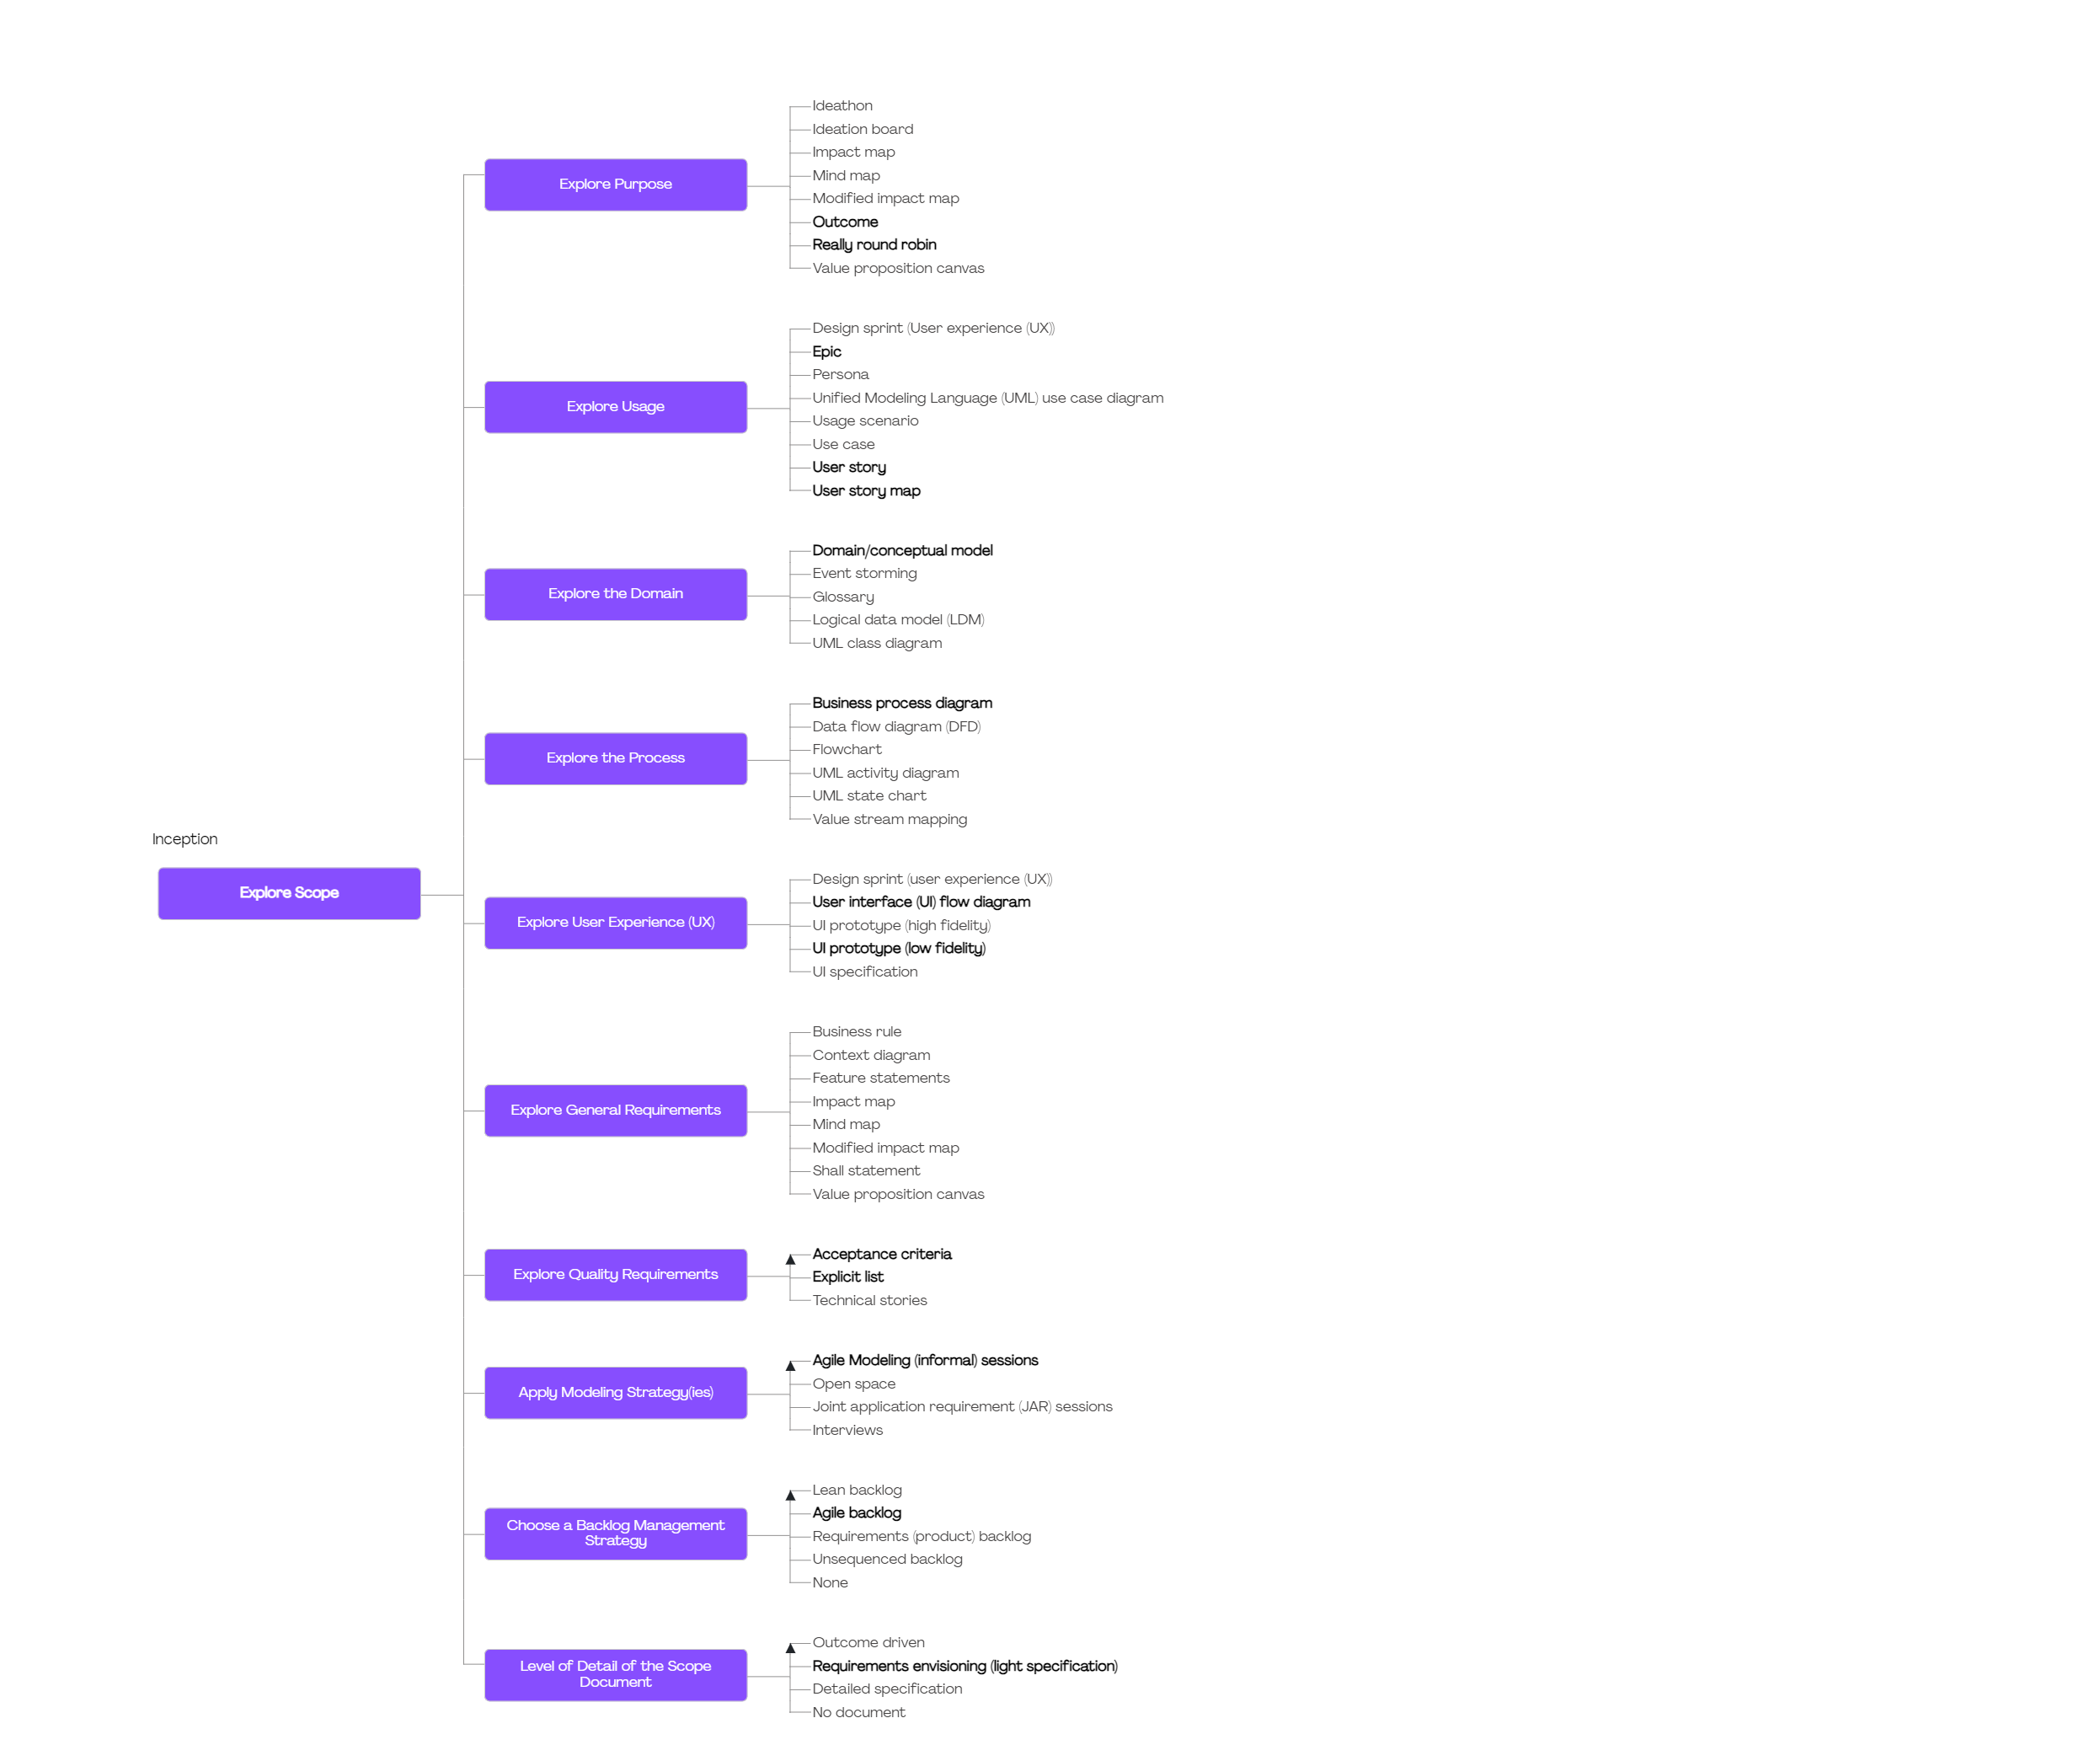 Inception
Explore Scope
Explore Purpose
Ideathon
Ideation board
Impact map
Mind map
Modified impact map
Outcome
Really round robin
Value proposition canvas
Explore Usage
Design sprint (User experience (UX))
Epic
Persona
Unified Modeling Language (UML) use case diagram
Usage scenario
Use case
User story
User story map
Explore the Domain
Domain/conceptual model
Event storming
Glossary
Logical data model (LDM)
UML class diagram
Explore the Process
Business process diagram
Data flow diagram (DFD)
Flowchart
UML activity diagram
UML state chart
Value stream mapping
Explore User Experience (UX)
Design sprint (user experience (UX))
User interface (UI) flow diagram
UI prototype (high fidelity)
UI prototype (low fidelity)
UI specification
Explore General Requirements
Business rule
Context diagram
Feature statements
Impact map
Mind map
Modified impact map
Shall statement
Value proposition canvas
Explore Quality Requirements
Acceptance criteria
Explicit list
Technical stories
Apply Modeling Strategy(ies)
Agile Modeling (informal) sessions
Open space
Joint application requirement (JAR) sessions
Interviews
Choose a Backlog Management
Strategy
Lean backlog
Agile backlog
Requirements (product) backlog
Unsequenced backlog
None
Level of Detail of the Scope
Document
Outcome driven
Requirements envisioning (light specification)
Detailed specification
No document